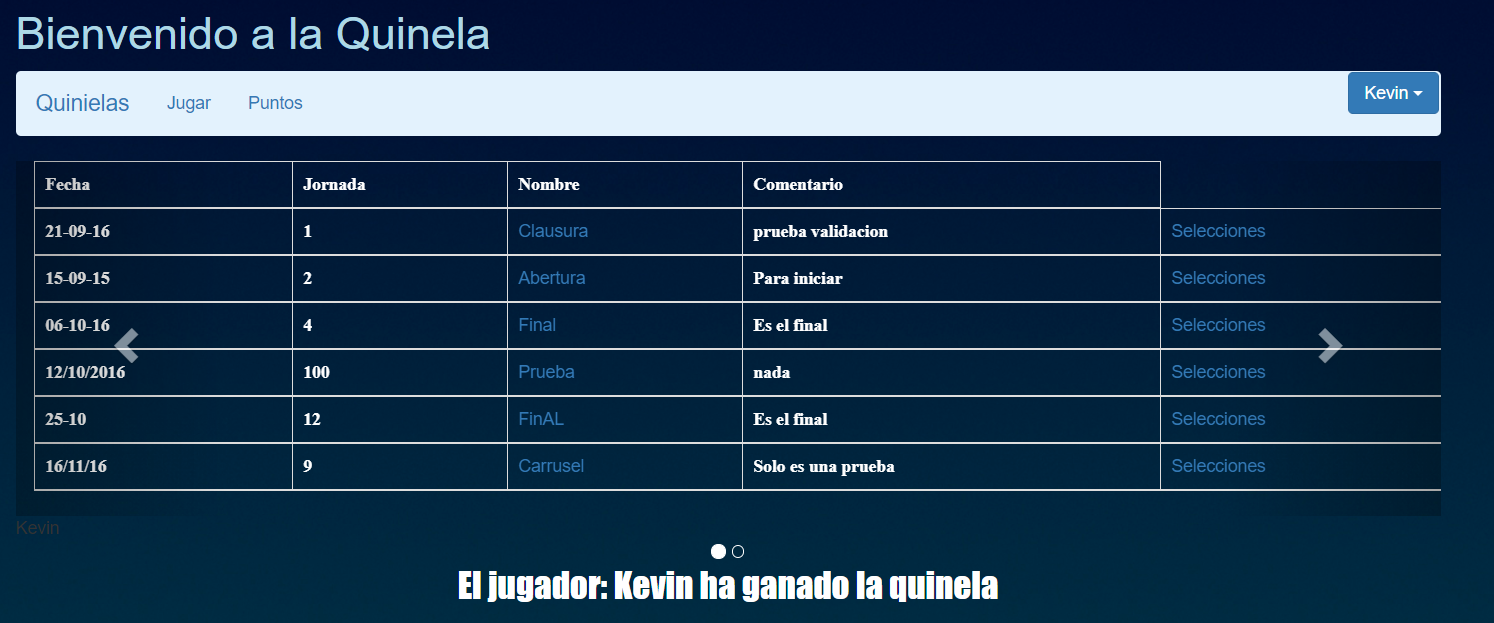 Bienvenido a la Quinela
Quinielas Jugar Puntos Kevin
Fecha Jornada Nombre Comentario
21-09-16 1 Clausura prueba validacion Selecciones
15-09-15 2 Abertura Para iniciar Selecciones
06-10-16 4 Final Es el final Selecciones
12/10/2016 100 Prueba nada Selecciones
25-10 12 FinAL Es el final Selecciones
16/11/16 9 Carrusel Solo es una prueba Selecciones
Kevin
El jugador: Kevin ha ganado la quinela